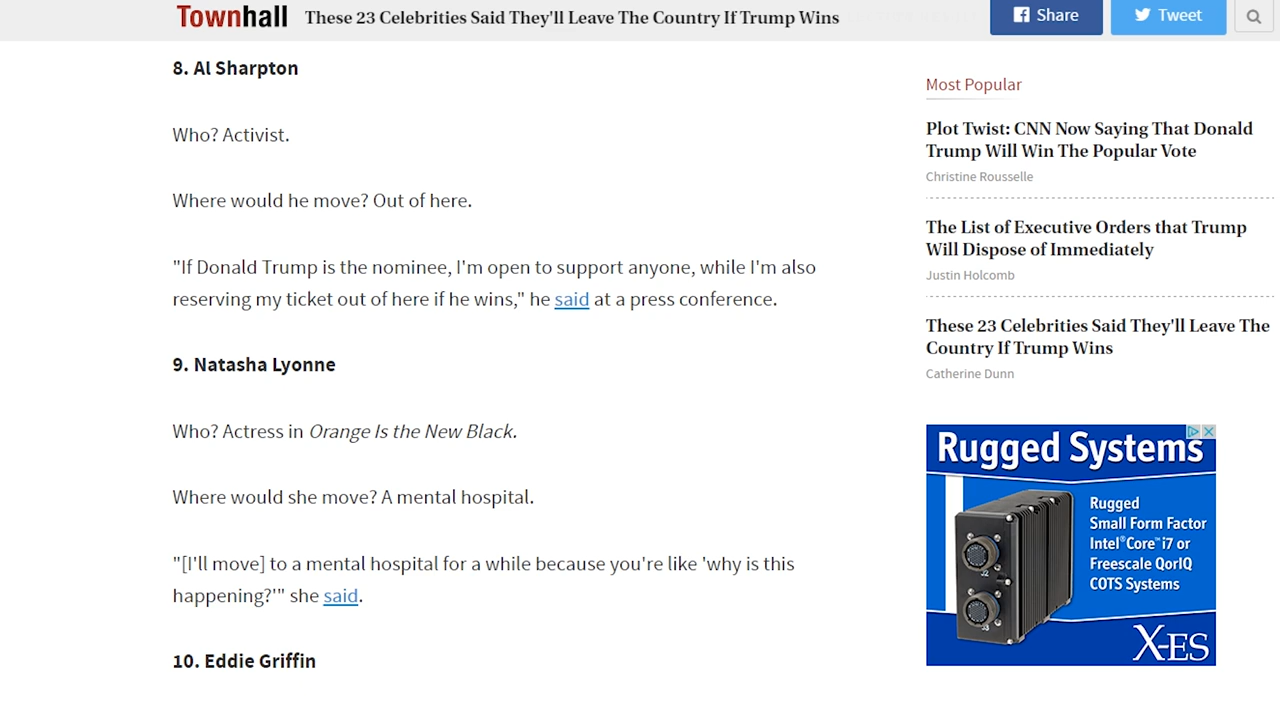 Townhall These 23 Celebrities Said They'll Leave The Country If Trump Wins Share Tweet
8. Al Sharpton
Who? Activist.
Where would he move? Out of here.
"If Donald Trump is the nominee, I'm open to support anyone, while I'm also
reserving my ticket out of here if he wins," he said at a press conference.
9. Natasha Lyonne
Who? Actress in Orange Is the New Black.
Where would she move? A mental hospital.
"[I'll move] to a mental hospital for a while because you're like 'why is this
happening?'" she said.
10. Eddie Griffin
Most Popular
Plot Twist: CNN Now Saying That Donald
Trump Will Win The Popular Vote
Christine Rousselle
The List of Executive Orders that Trump
Will Dispose of Immediately
Justin Holcomb
These 23 Celebrities Said They'll Leave The
Country If Trump Wins
Catherine Dunn
Rugged Systems
Rugged
Small Form Factor
Intel® Core™ i7 or
Freescale QorIQ
COTS Systems
J2
J3
X-ES